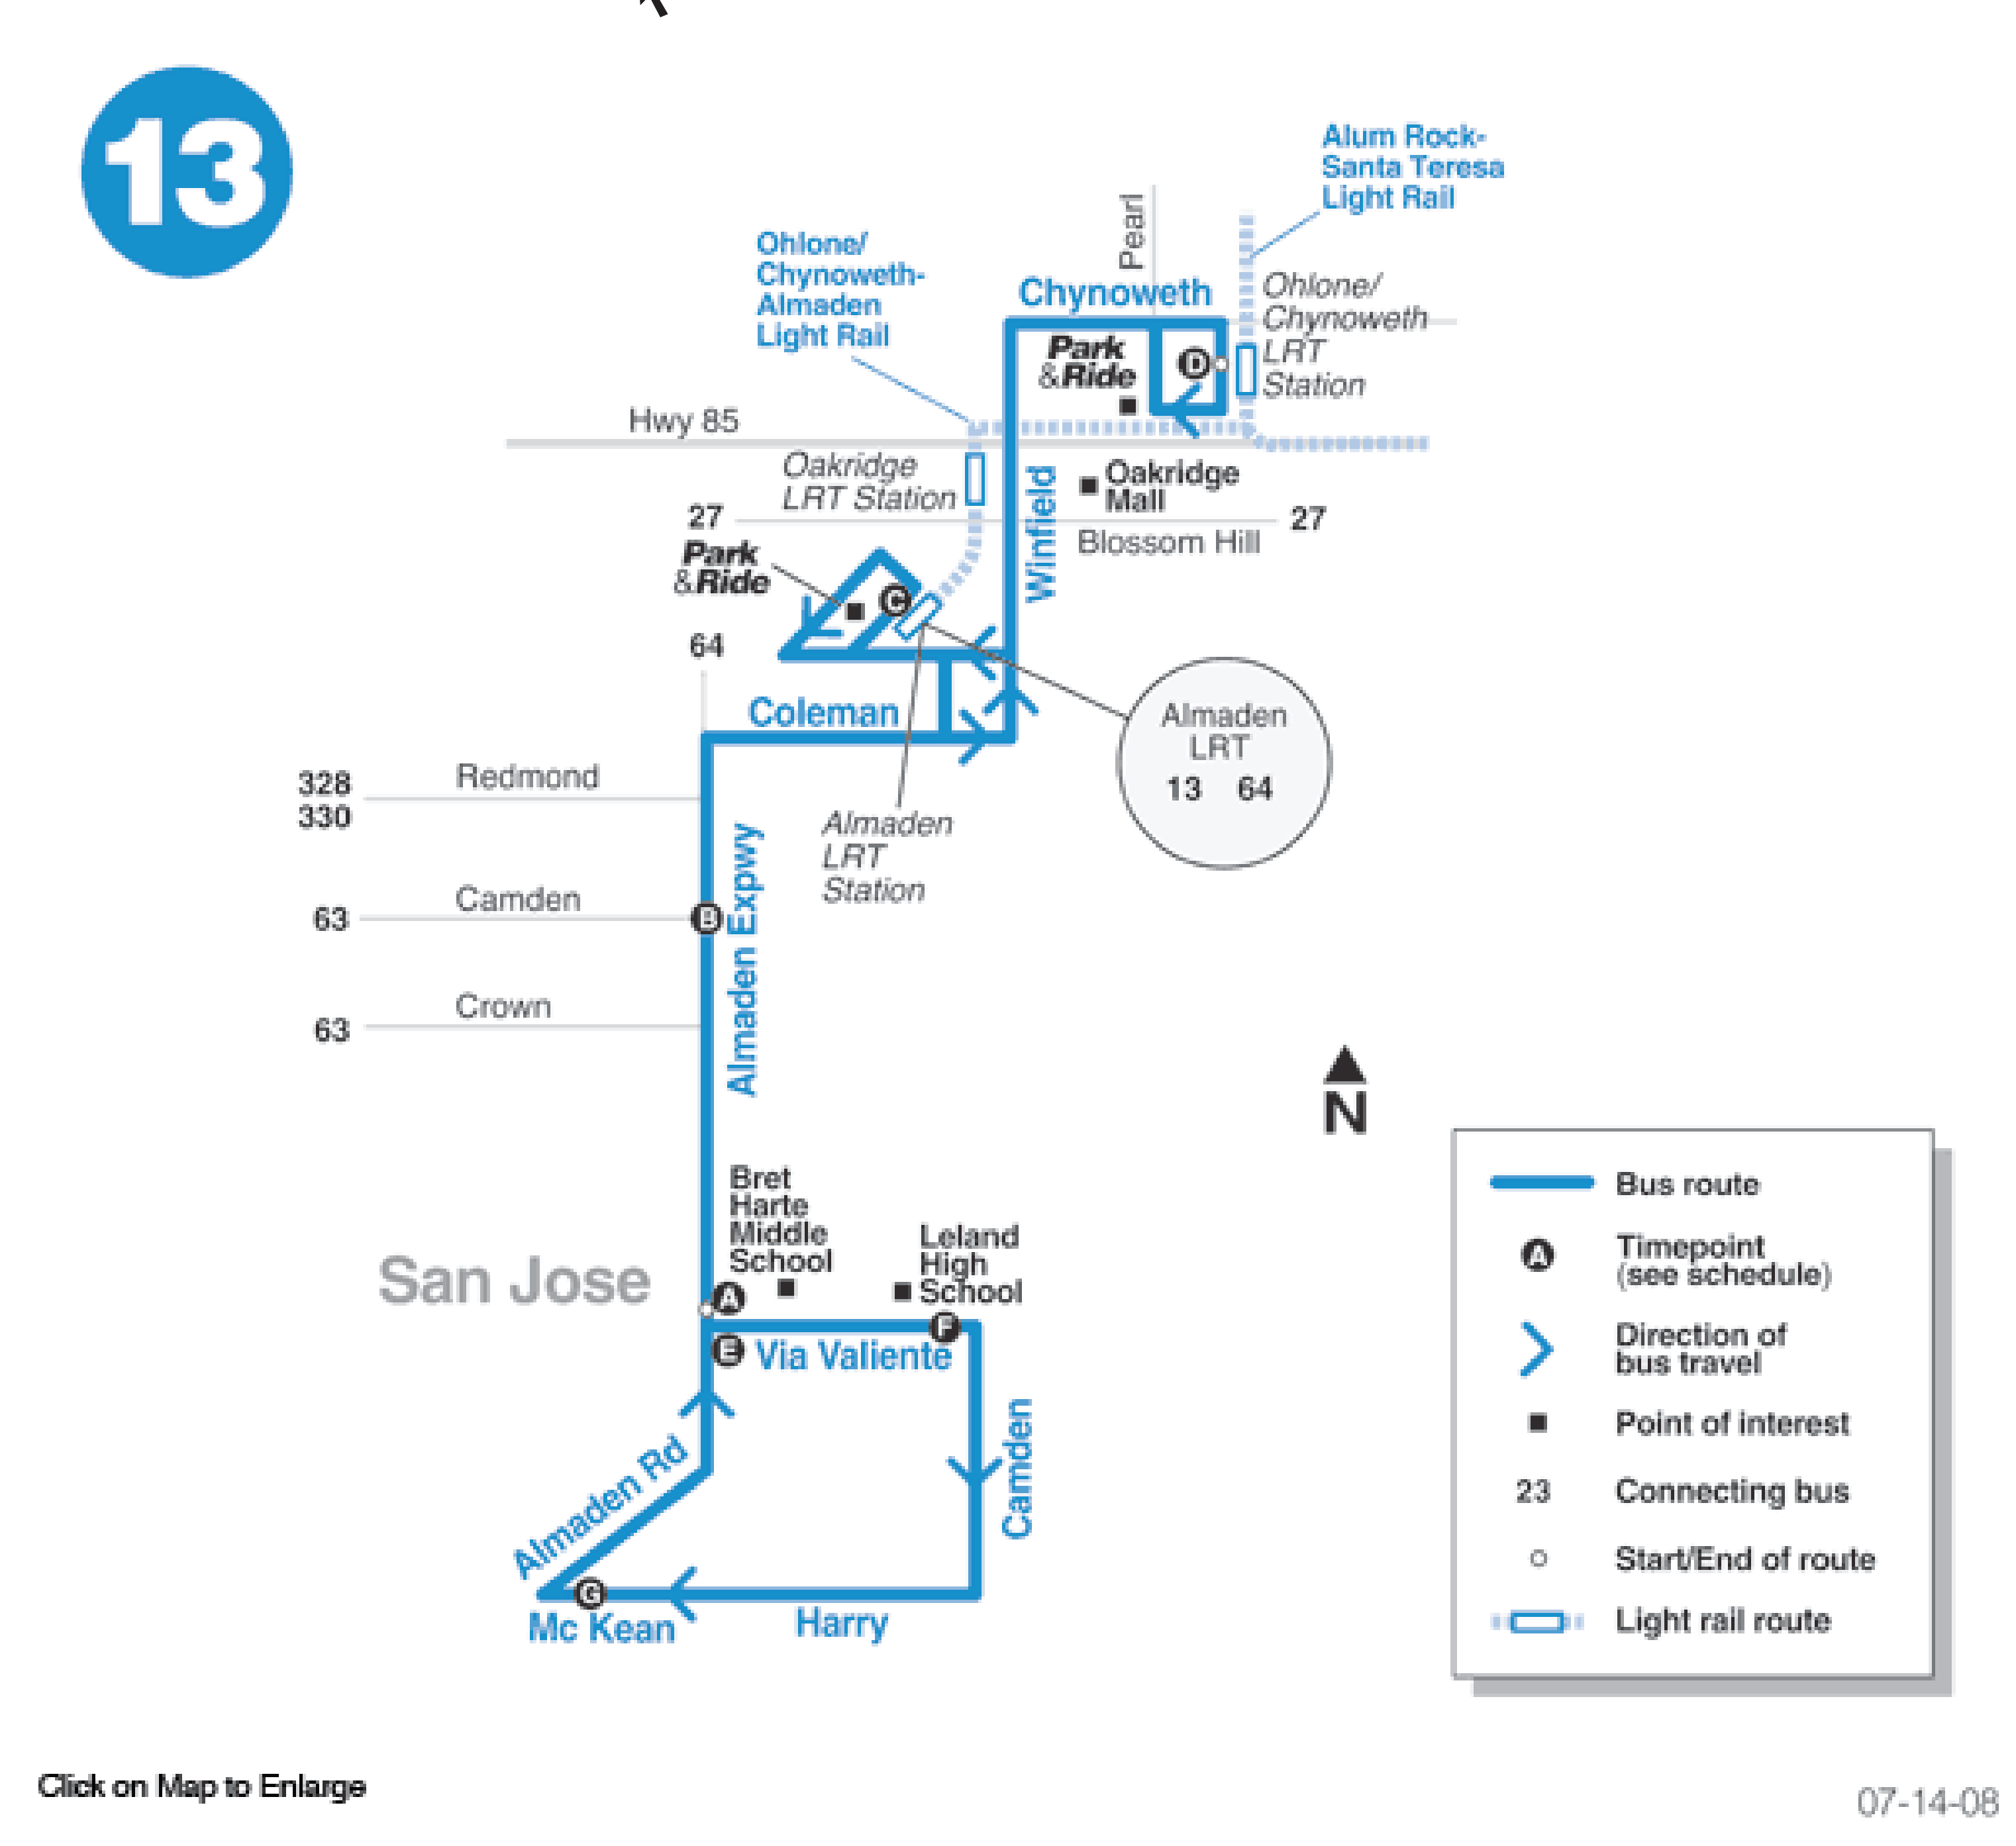 13
Alum Rock-
Santa Teresa
Light Rail
Pearl
Ohlone/
Chynoweth-
Almaden
Light Rail
Chynoweth
Ohlone/
Chynoweth
LRT
Station
Park
&Ride
D
Hwy 85
Oakridge
LRT Station
Oakridge
Mall
27
27
Blossom Hill
Winfield
Park
&Ride
C
64
Coleman
Almaden
LRT
13 64
Redmond
328
330
Almaden
LRT
Station
Camden
63
B
Almaden Expwy
Crown
63
N
Bret
Harte
Middle
School
Leland
High
School
San Jose
A
F
E
Via Valiente
Camden
Almaden Rd
G
Mc Kean
Harry
Bus route
A
Timepoint
(see schedule)
Direction of
bus travel
Point of interest
23
Connecting bus
Start/End of route
Light rail route
Click on Map to Enlarge
07-14-08